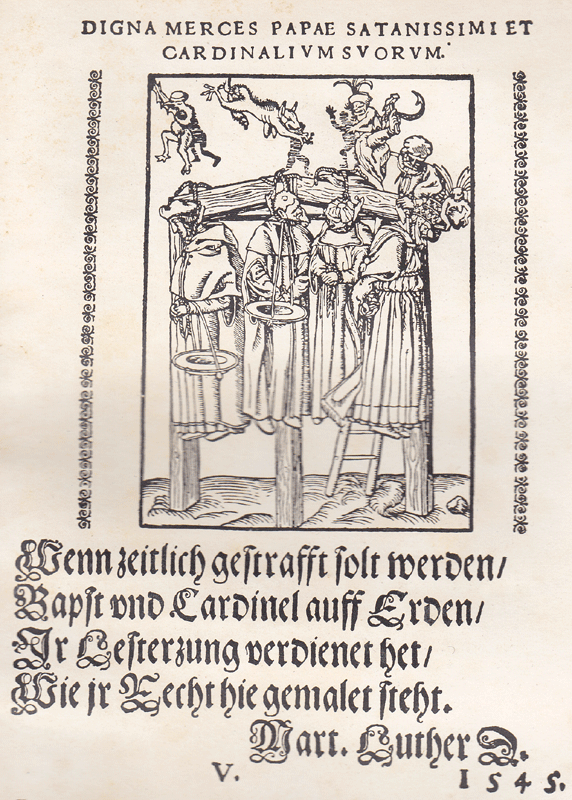 DIGNA MERCES PAPAE SATANISSIMI ET
CARDINALIVM SVORVM.
Wenn zeitlich gestrafft solt werden/
Bapst vnd Cardinel auff Erden/
Jr Lesterzung verdienet het/
Wie jr Recht hie gemalet steht.
Mart. Luther D.
V.
1545.